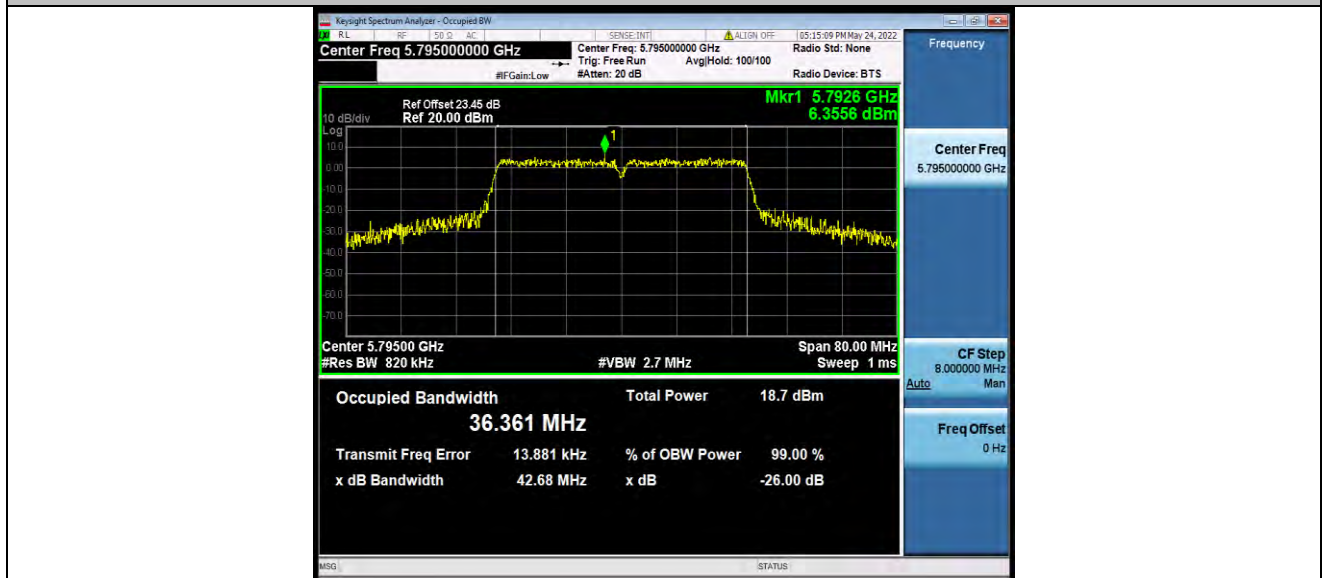 Keysight Spectrum Analyzer - Occupied BW
RL RF 50 Ω AC SENSE:INT ALIGN OFF 05:15:09 PM May 24, 2022
Center Freq 5.795000000 GHz
Center Freq: 5.795000000 GHz Radio Std: None
Trig: Free Run Avg|Hold: 100/100
#IFGain:Low #Atten: 20 dB Radio Device: BTS
Frequency
Mkr1 5.7926 GHz
6.3556 dBm
Ref Offset 23.45 dB
10 dB/div Ref 20.00 dBm
Log
1
10.0
0.00
-10.0
-20.0
-30.0
-40.0
-50.0
-60.0
-70.0
Center 5.79500 GHz Span 80.00 MHz
#Res BW 820 kHz #VBW 2.7 MHz Sweep 1 ms
Occupied Bandwidth Total Power 18.7 dBm
36.361 MHz
Transmit Freq Error 13.881 kHz % of OBW Power 99.00 %
x dB Bandwidth 42.68 MHz x dB -26.00 dB
Center Freq
5.795000000 GHz
CF Step
8.000000 MHz
Auto Man
Freq Offset
0 Hz
MSG STATUS